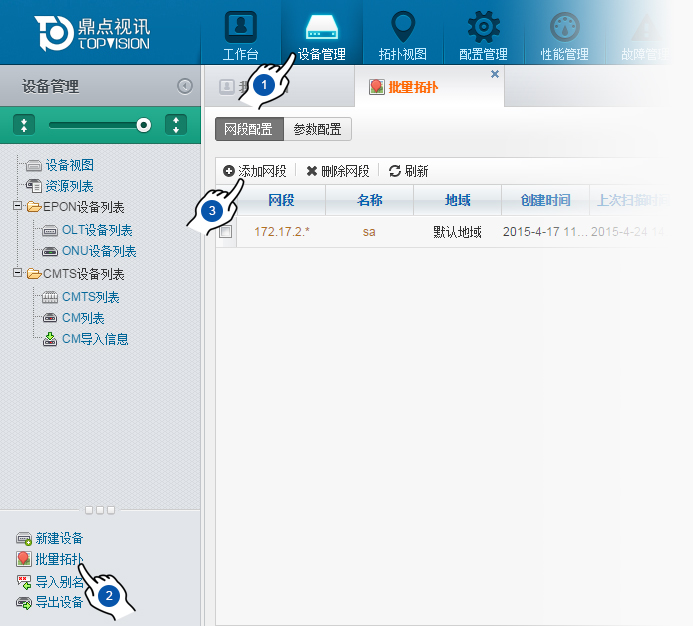 鼎点视讯
TOPVISION
工作台
设备管理
拓扑视图
配置管理
性能管理
故障管
设备管理
1
批量拓扑
网段配置
参数配置
添加网段
删除网段
刷新
网段
名称
地域
创建时间
上次扫描时间
172.17.2.*
sa
默认地域
2015-4-17 11...
2015-4-24 14
设备视图
资源列表
EPON设备列表
OLT设备列表
ONU设备列表
CMTS设备列表
CMTS列表
CM列表
CM导入信息
3
新建设备
批量拓扑
导入别名
导出设备
2